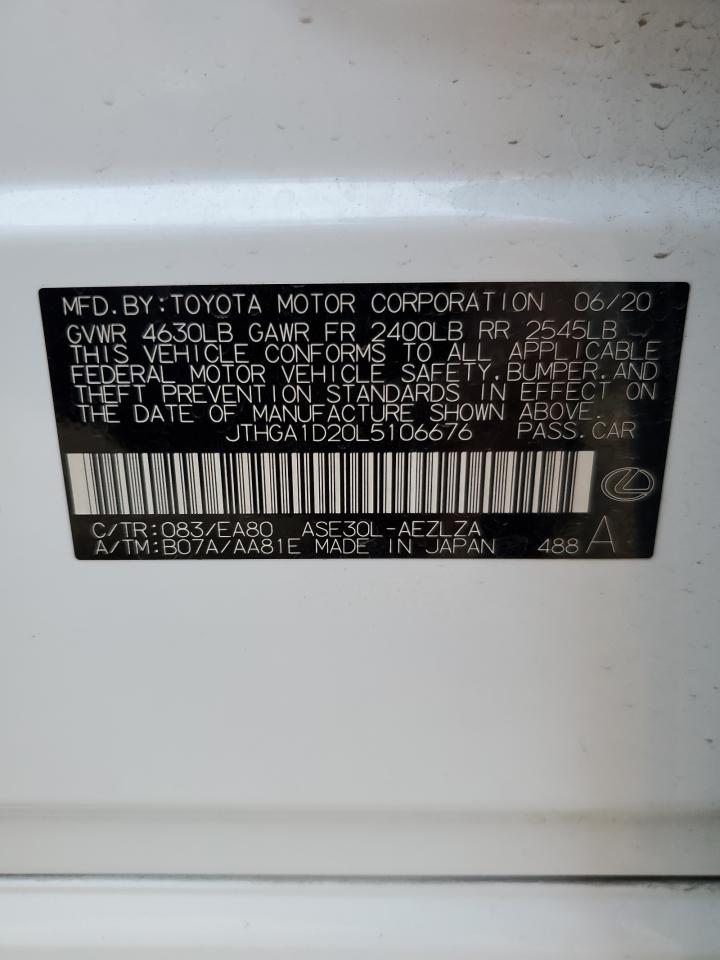 MFD.BY:TOYOTA MOTOR CORPORATION 06/20
GVWR 4630LB GAWR FR 2400LB RR 2545LB
THIS VEHICLE CONFORMS TO ALL APPLICABLE
FEDERAL MOTOR VEHICLE SAFETY,BUMPER,AND
THEFT PREVENTION STANDARDS IN EFFECT ON
THE DATE OF MANUFACTURE SHOWN ABOVE.
JTHGA1D20L5106676 PASS.CAR
C/TR:083/EA80 ASE30L-AEZLZA
A/TM:B07A/AA81E MADE IN JAPAN 488 A